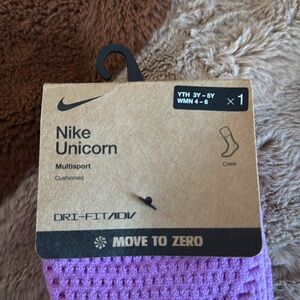 YTH 3Y - 5Y
WMN 4 - 6
× 1
Nike
Unicorn
Multisport
Cushioned
Crew
DRI-FIT ADV
MOVE TO ZERO